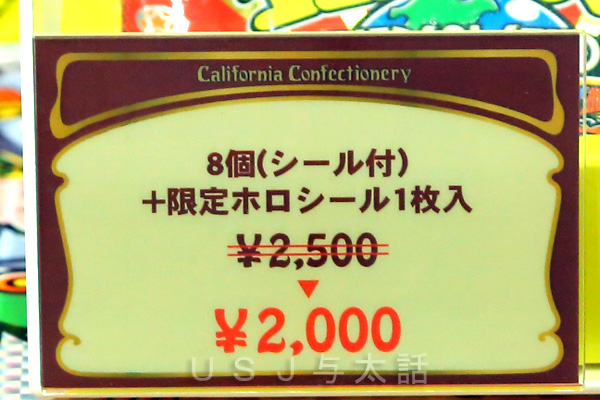 California Confectionery
8個(シール付)
+限定ホロシール1枚入
¥2,500
▼
¥2,000
USJ与太話